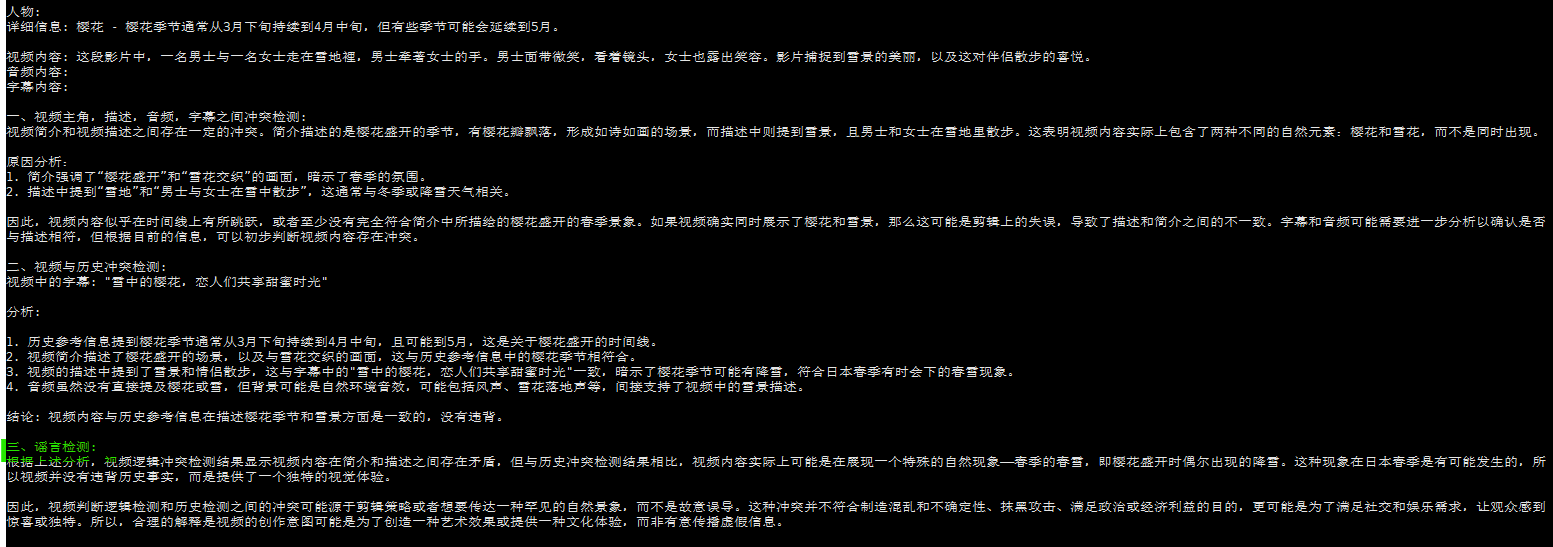 人物:
详细信息: 樱花 - 樱花季节通常从3月下旬持续到4月中旬，但有些季节可能会延续到5月。
视频内容: 这段影片中，一名男士与一名女士走在雪地裡，男士牽著女士的手。男士面带微笑，看着镜头，女士也露出笑容。影片捕捉到雪景的美丽，以及这对伴侣散步的喜悦。
音频内容:
字幕内容:
一、视频主角，描述，音频，字幕之间冲突检测:
视频简介和视频描述之间存在一定的冲突。简介描述的是樱花盛开的季节，有樱花瓣飘落，形成如诗如画的场景，而描述中则提到雪景，且男士和女士在雪地里散步。这表明视频内容实际上包含了两种不同的自然元素: 樱花和雪花，而不是同时出现。
原因分析:
1. 简介强调了“樱花盛开”和“雪花交织”的画面，暗示了春季的氛围。
2. 描述中提到“雪地”和“男士与女士在雪中散步”，这通常与冬季或降雪天气相关。
因此，视频内容似乎在时间线上有所跳跃，或者至少没有完全符合简介中所描绘的樱花盛开的春季景象。如果视频确实同时展示了樱花和雪景，那么这可能是剪辑上的失误，导致了描述和简介之间的不一致。字幕和音频可能需要进一步分析以确认是否
与描述相符，但根据目前的信息，可以初步判断视频内容存在冲突。
二、视频与历史冲突检测:
视频中的字幕: "雪中的樱花，恋人们共享甜蜜时光"
分析:
1. 历史参考信息提到樱花季节通常从3月下旬持续到4月中旬，且可能到5月，这是关于樱花盛开的时间线。
2. 视频简介描述了樱花盛开的场景，以及与雪花交织的画面，这与历史参考信息中的樱花季节相符合。
3. 视频的描述中提到了雪景和情侣散步，这与字幕中的"雪中的樱花，恋人们共享甜蜜时光"一致，暗示了樱花季节可能有降雪，符合日本春季有时会下的春雪现象。
4. 音频虽然没有直接提及樱花或雪，但背景可能是自然环境音效，可能包括风声、雪花落地声等，间接支持了视频中的雪景描述。
结论: 视频内容与历史参考信息在描述樱花季节和雪景方面是一致的，没有违背。
三、谣言检测:
根据上述分析，视频逻辑冲突检测结果显示视频内容在简介和描述之间存在矛盾，但与历史冲突检测结果相比，视频内容实际上可能是在展现一个特殊的自然现象——春季的春雪，即樱花盛开时偶尔出现的降雪。这种现象在日本春季是有可能发生的，所
以视频并没有违背历史事实，而是提供了一个独特的视觉体验。
因此，视频判断逻辑检测和历史检测之间的冲突可能源于剪辑策略或者想要传达一种罕见的自然景象，而不是故意误导。这种冲突并不符合制造混乱和不确定性、抹黑攻击、满足政治或经济利益的目的，更可能是为了满足社交和娱乐需求，让观众感到
惊喜或独特。所以，合理的解释是视频的创作意图可能是为了创造一种艺术效果或提供一种文化体验，而非有意传播虚假信息。